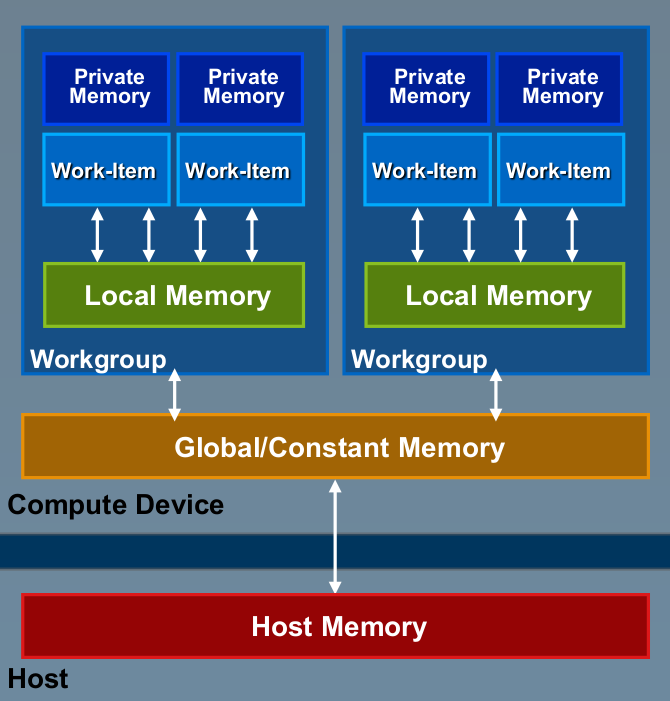 Private
Memory
Private
Memory
Private
Memory
Private
Memory
Work-Item
Work-Item
Work-Item
Work-Item
Local Memory
Local Memory
Workgroup
Workgroup
Global/Constant Memory
Compute Device
Host Memory
Host